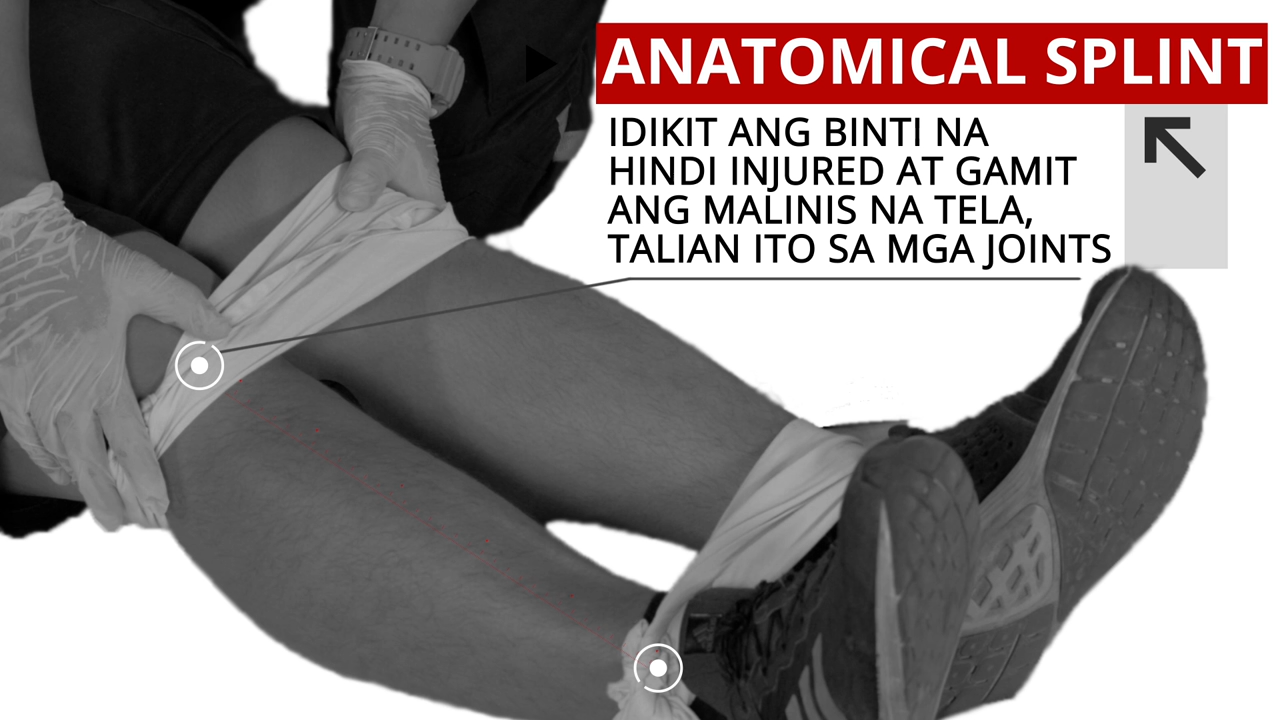 ANATOMICAL SPLINT
IDIKIT ANG BINTI NA
HINDI INJURED AT GAMIT
ANG MALINIS NA TELA,
TALIAN ITO SA MGA JOINTS